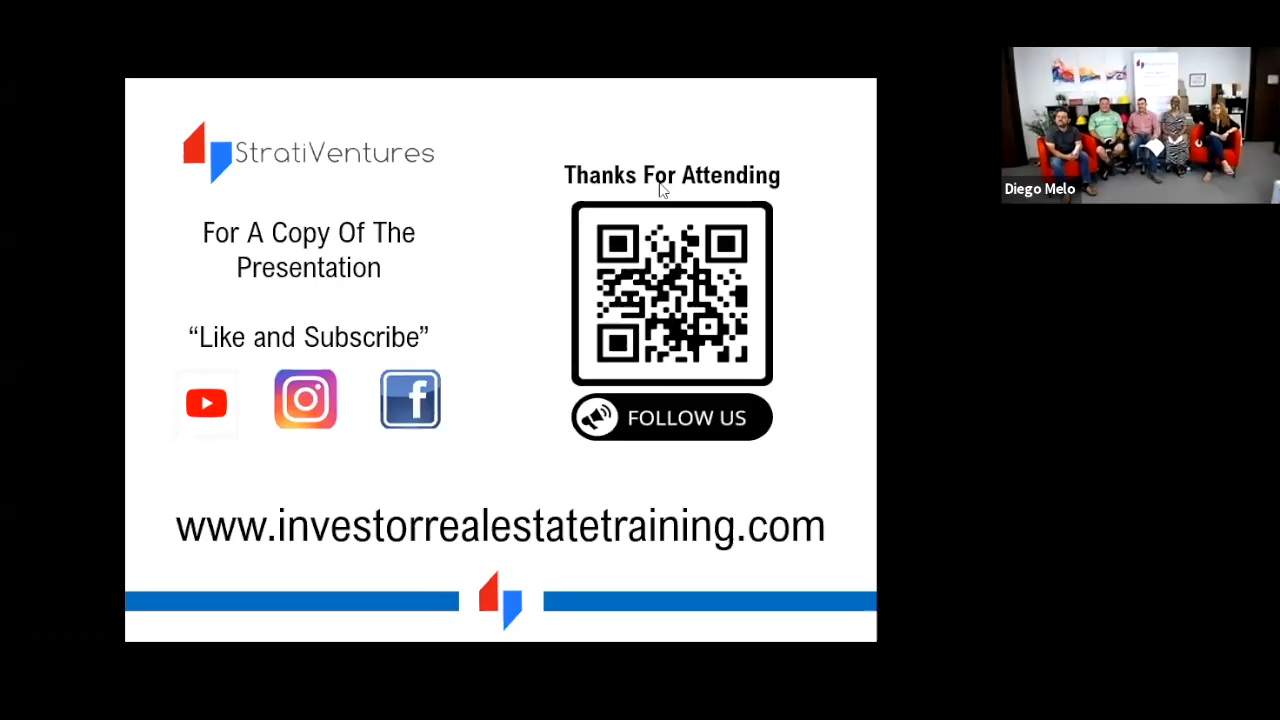 StratiVentures
For A Copy Of The
Presentation
“Like and Subscribe”
Thanks For Attending
FOLLOW US
www.investorrealestatetraining.com
Diego Melo